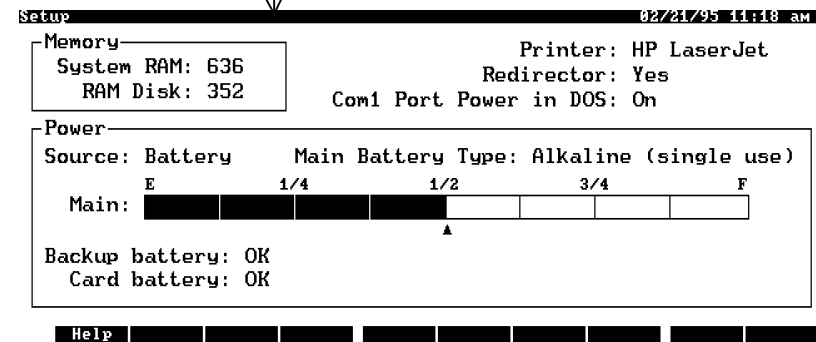 Setup 02/21/95 11:18 am
Memory
System RAM: 636
RAM Disk: 352
Printer: HP LaserJet
Redirector: Yes
Com1 Port Power in DOS: On
Power
Source: Battery Main Battery Type: Alkaline (single use)
E 1/4 1/2 3/4 F
Main:
Backup battery: OK
Card battery: OK
Help